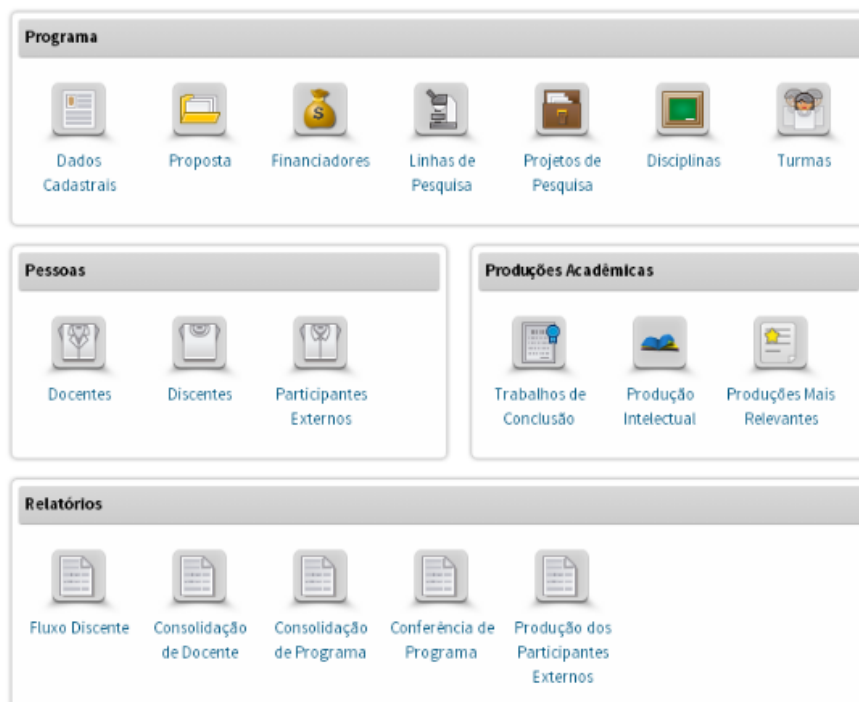 Programa
Dados Cadastrais
Proposta
Financiadores
Linhas de Pesquisa
Projetos de Pesquisa
Disciplinas
Turmas
Pessoas
Docentes
Discentes
Participantes Externos
Produções Acadêmicas
Trabalhos de Conclusão
Produção Intelectual
Produções Mais Relevantes
Relatórios
Fluxo Discente
Consolidação de Docente
Consolidação de Programa
Conferência de Programa
Produção dos Participantes Externos